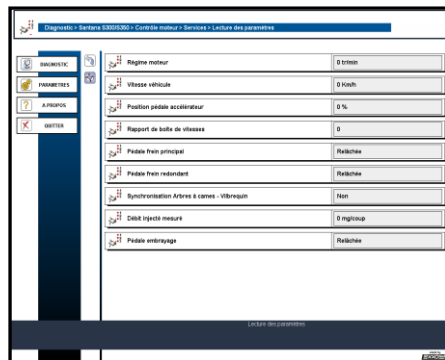 Diagnostic > Santana S300/S350 > Contrôle moteur > Services > Lecture des paramètres
DIAGNOSTIC
PARAMETRES
A PROPOS
QUITTER
Régime moteur 0 tr/min
Vitesse véhicule 0 Km/h
Position pédale accélérateur 0 %
Rapport de boîte de vitesses 0
Pédale frein principal Relâchée
Pédale frein redondant Relâchée
Synchronisation Arbres à cames - Vilbrequin Non
Débit injecté mesuré 0 mg/coup
Pédale embrayage Relâchée
Lecture des paramètres